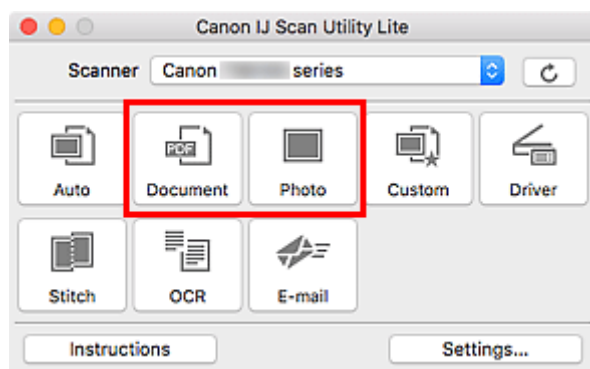 Canon IJ Scan Utility Lite
Scanner Canon series
Auto Document Photo Custom Driver
PDF
Stitch OCR E-mail
Instructions Settings...